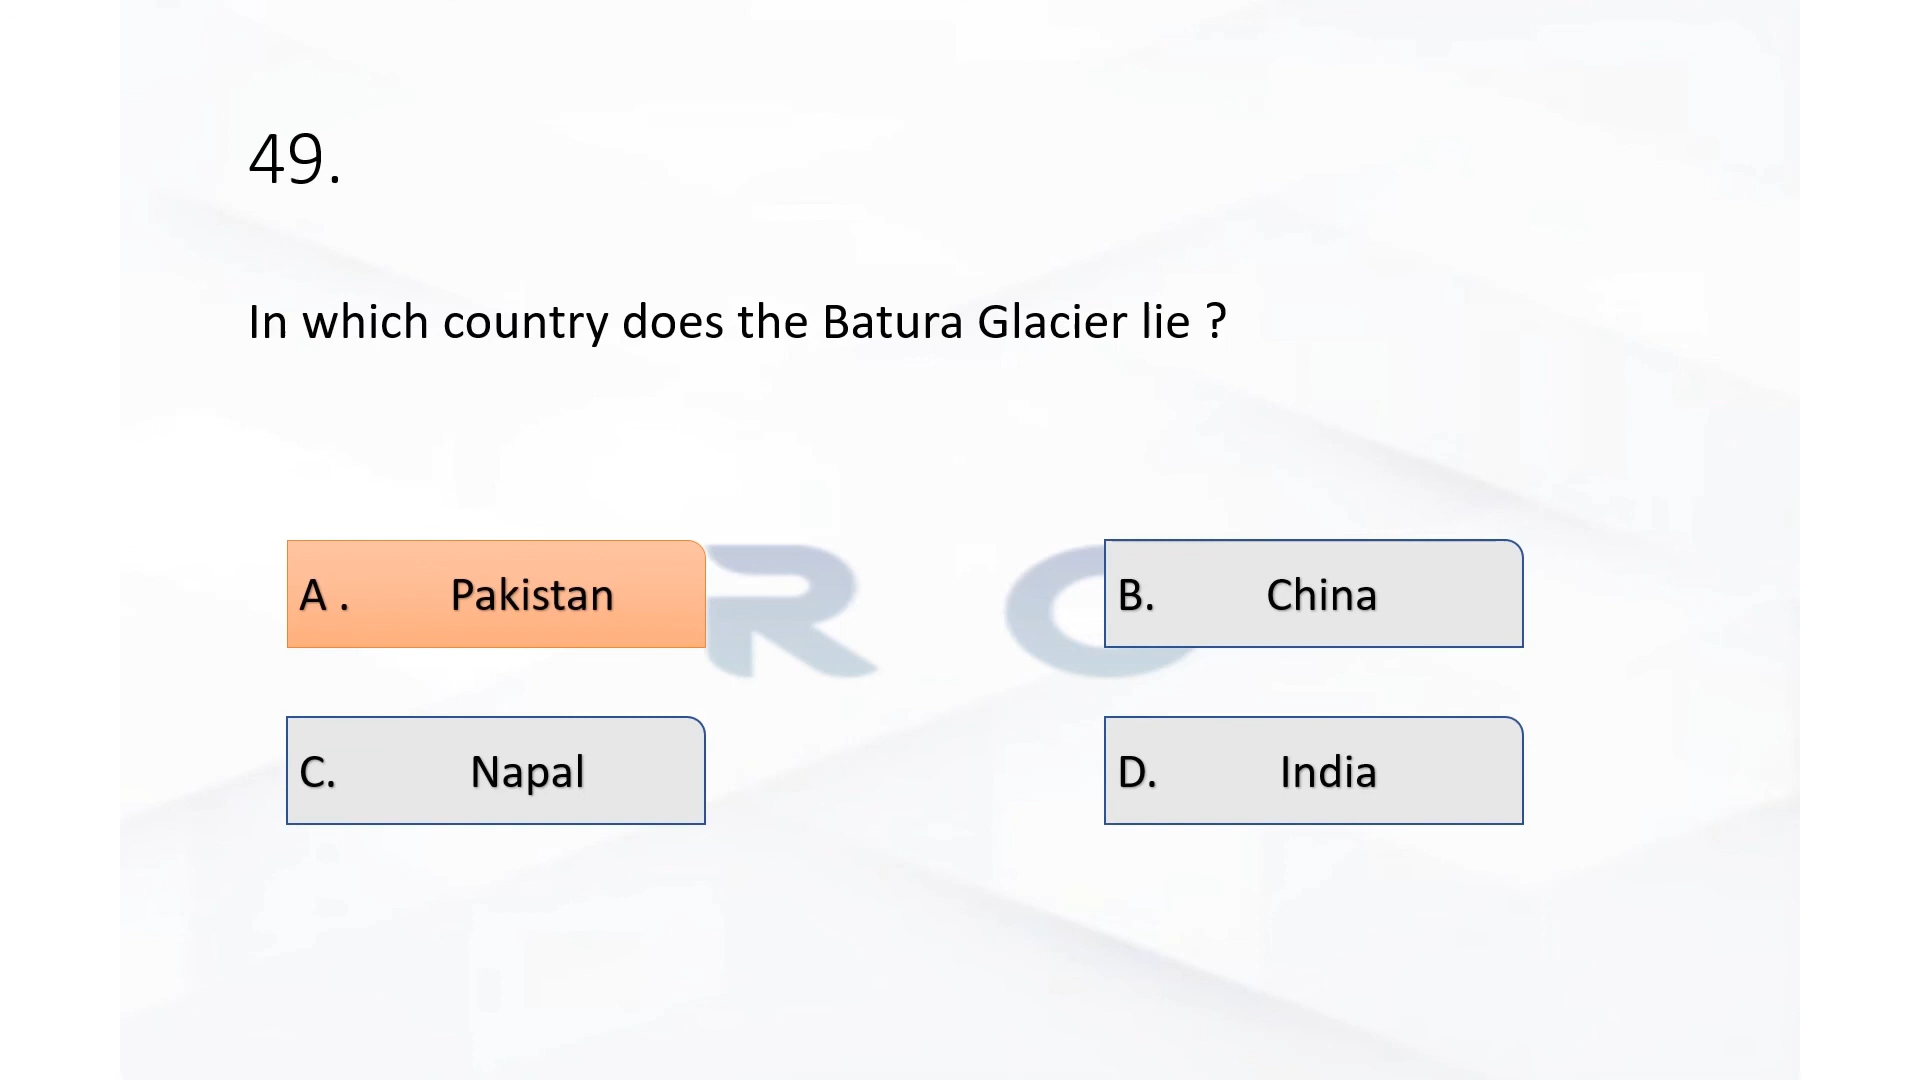 49.
In which country does the Batura Glacier lie ?
R C
A . Pakistan
B. China
C. Napal
D. India